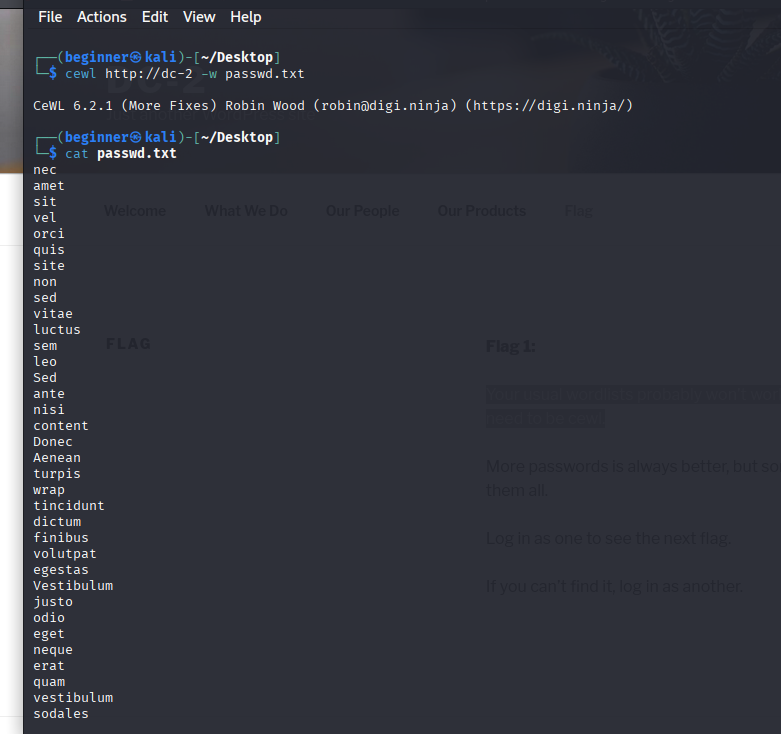 File Actions Edit View Help
┌──(beginner㉿kali)-[~/Desktop]
└─$ cewl http://dc-2 -w passwd.txt
DC-2
CeWL 6.2.1 (More Fixes) Robin Wood (robin@digi.ninja) (https://digi.ninja/)
┌──(beginner㉿kali)-[~/Desktop]
└─$ cat passwd.txt
nec
amet
sit
vel
Welcome What We Do Our People Our Products Flag
orci
quis
site
non
sed
vitae
luctus
FLAG
Flag 1:
sem
leo
Sed
ante
nisi
content
Donec
Aenean
More passwords is always better, but
turpis
wrap
them all.
tincidunt
dictum
finibus
Log in as one to see the next flag.
volutpat
egestas
Vestibulum
If you can't find it, log in as another.
justo
odio
eget
neque
erat
quam
vestibulum
sodales